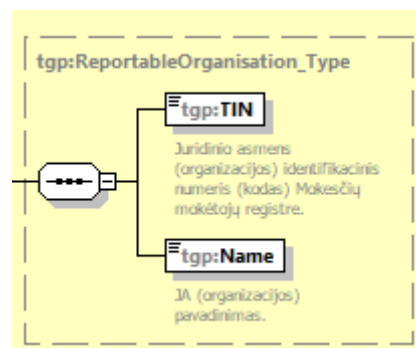 tgp:ReportableOrganisation_Type
tgp:TIN
Juridinio asmens
(organizacijos) identifikacinis
numeris (kodas) Mokesčių
mokėtojų registre.
tgp:Name
JA (organizacijos)
pavadinimas.